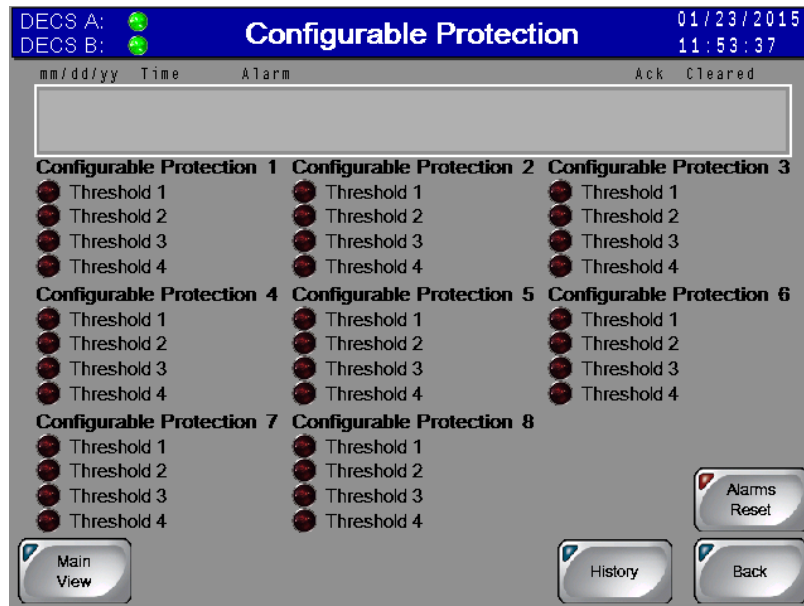 DECS A:
DECS B:
Configurable Protection
01/23/2015
11:53:37
mm/dd/yy Time Alarm Ack Cleared
Configurable Protection 1 Configurable Protection 2 Configurable Protection 3
Threshold 1 Threshold 1 Threshold 1
Threshold 2 Threshold 2 Threshold 2
Threshold 3 Threshold 3 Threshold 3
Threshold 4 Threshold 4 Threshold 4
Configurable Protection 4 Configurable Protection 5 Configurable Protection 6
Threshold 1 Threshold 1 Threshold 1
Threshold 2 Threshold 2 Threshold 2
Threshold 3 Threshold 3 Threshold 3
Threshold 4 Threshold 4 Threshold 4
Configurable Protection 7 Configurable Protection 8
Threshold 1 Threshold 1
Threshold 2 Threshold 2
Threshold 3 Threshold 3
Threshold 4 Threshold 4
Alarms
Reset
Main
View
History
Back